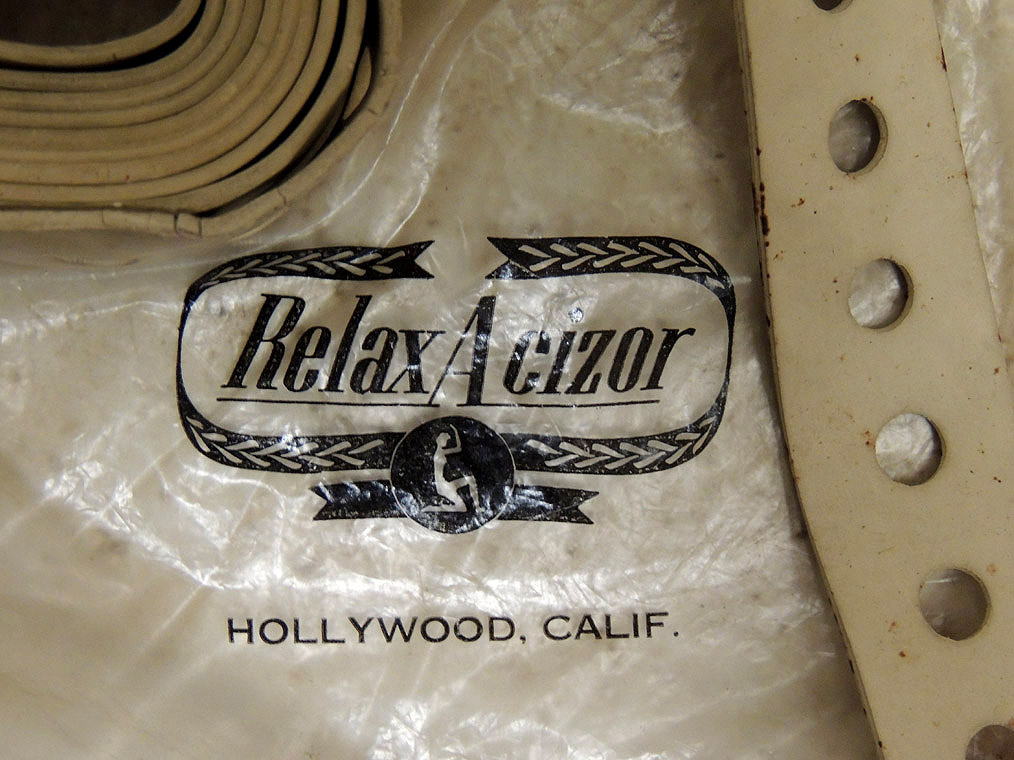 RelaxAcizor
HOLLYWOOD, CALIF.